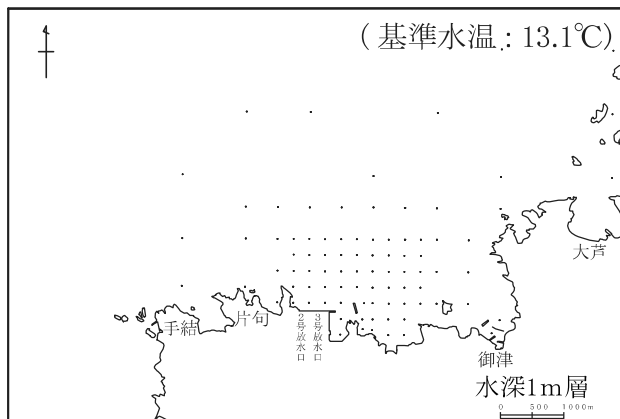 (基準水温:13.1℃)
大芦
手結
片句
2号放水口
3号放水口
御津
水深1m層
0 500 1000m